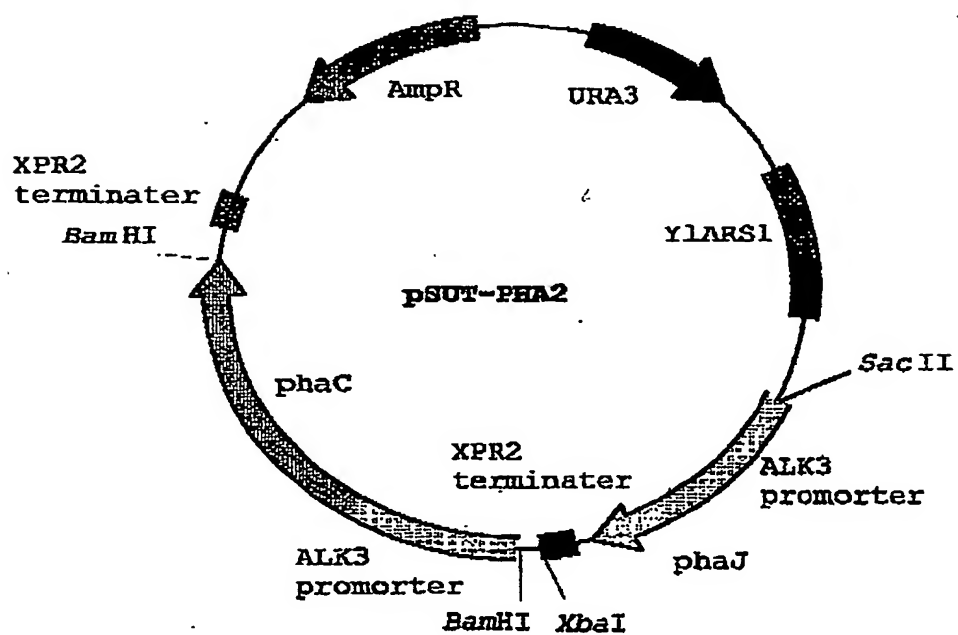 AmpR
URA3
XPR2
terminater
BamHI
YlARS1
pSUT-PHA2
SacII
phaC
XPR2
terminater
ALK3
promorter
ALK3
promorter
phaJ
BamHI
XbaI